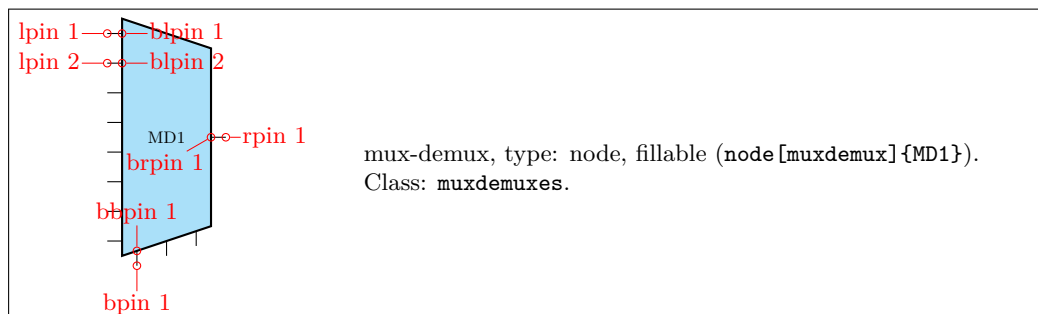 lpin 1
blpin 1
lpin 2
blpin 2
MD1
rpin 1
brpin 1
bbpin 1
bpin 1
mux-demux, type: node, fillable (node[muxdemux]{MD1}).
Class: muxdemuxes.